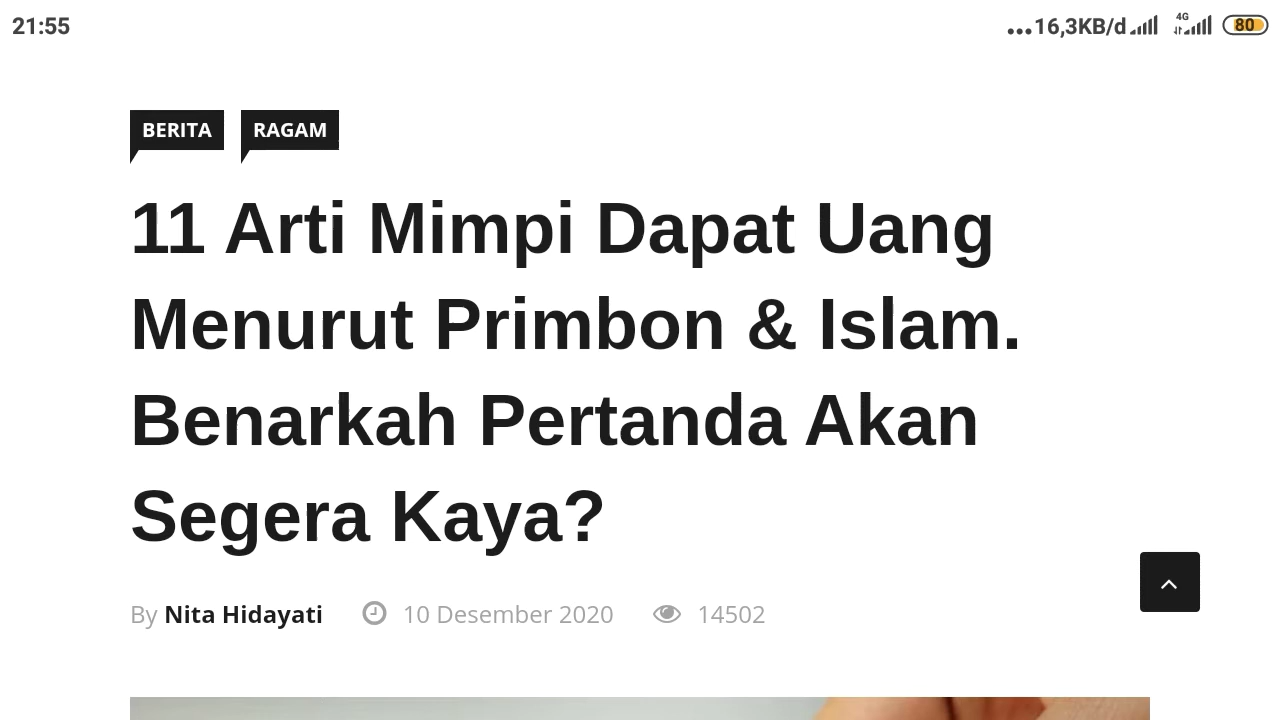 21:55
...16,3KB/d 4G 80
BERITA RAGAM
11 Arti Mimpi Dapat Uang
Menurut Primbon & Islam.
Benarkah Pertanda Akan
Segera Kaya?
By Nita Hidayati 10 Desember 2020 14502